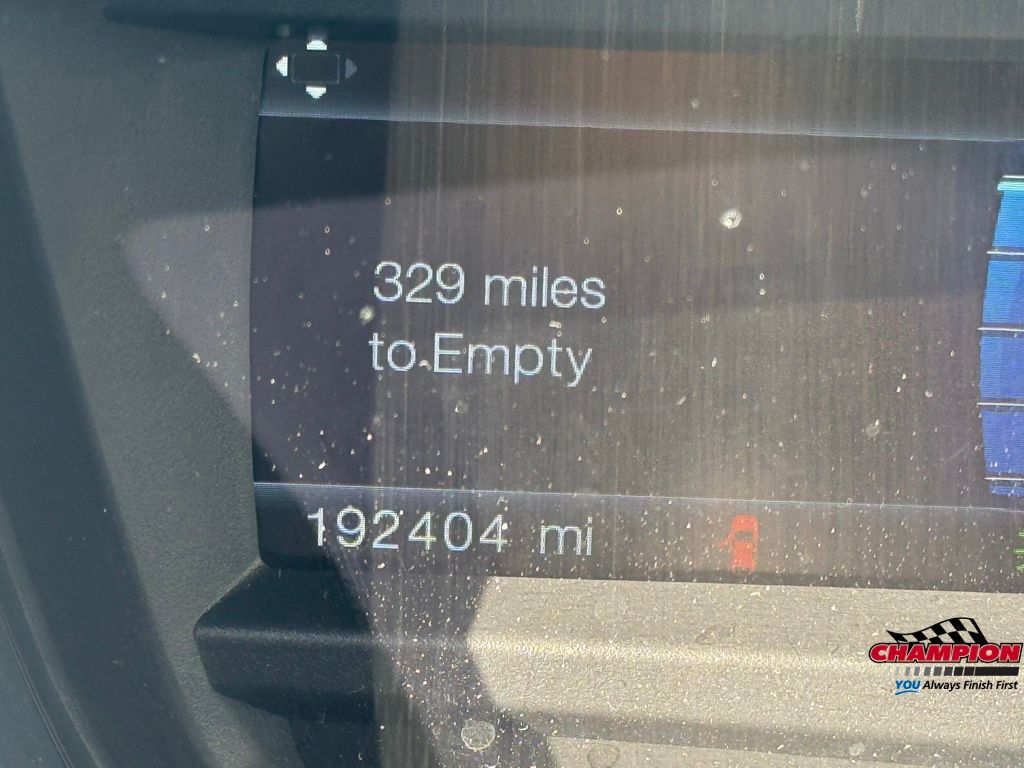 329 miles
to Empty
192404 mi
CHAMPION
YOU Always Finish First